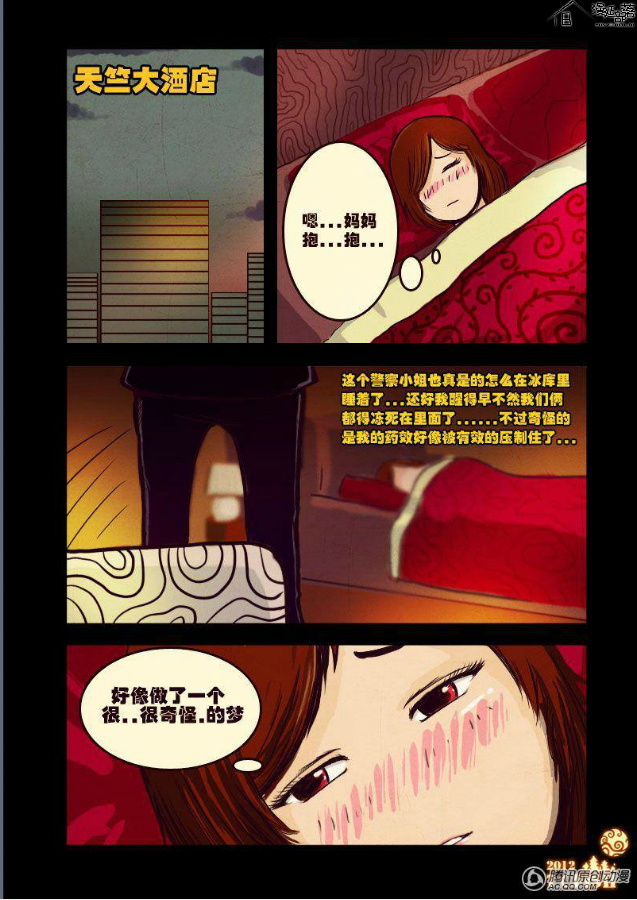 天竺大酒店
嗯...妈妈
抱...抱...
这个警察小姐也真是的怎么在冰库里
睡着了...还好我醒得早不然我们俩
都得冻死在里面了......不过奇怪的
是我的药效好像被有效的压制住了...
好像做了一个
很..很奇怪.的梦
2012
腾讯原创动漫
AC.QQ.COM